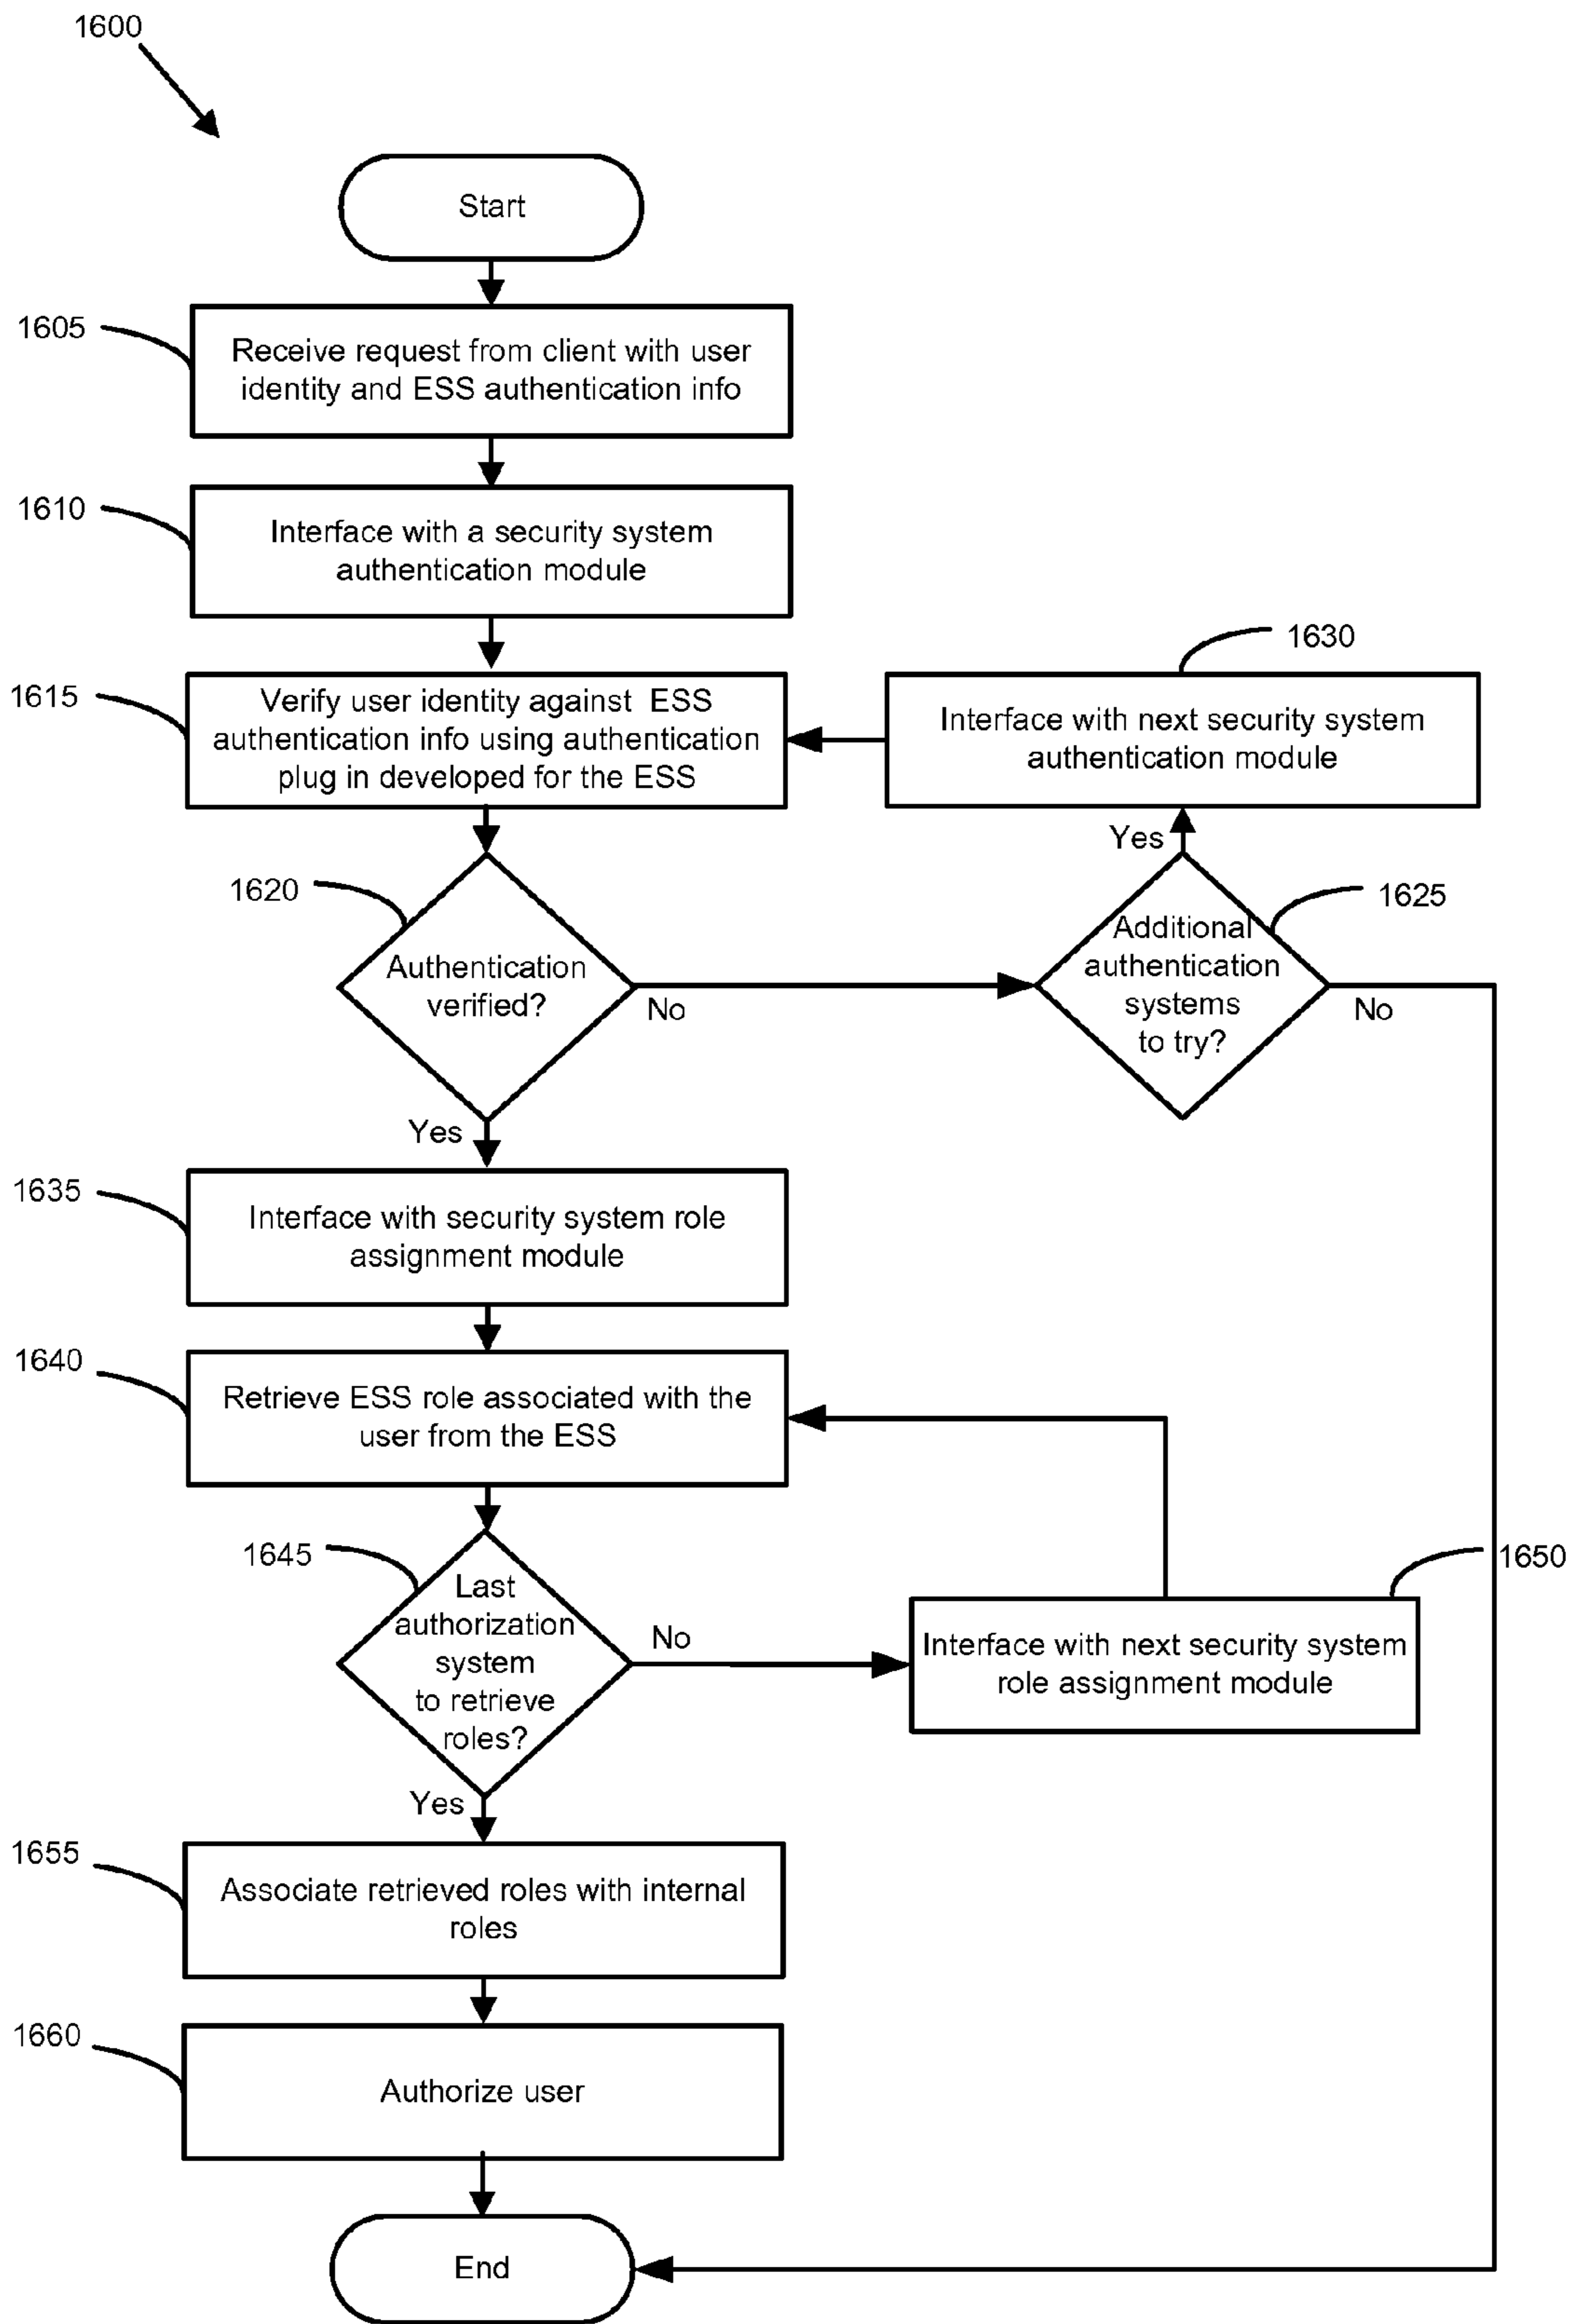 1600
Start
1605
Receive request from client with user
identity and ESS authentication info
1610
Interface with a security system
authentication module
1615
Verify user identity against ESS
authentication info using authentication
plug in developed for the ESS
1630
Interface with next security system
authentication module
1620
Authentication
verified?
No
Yes
1625
Additional
authentication
systems
to try?
Yes
No
1635
Interface with security system role
assignment module
1640
Retrieve ESS role associated with the
user from the ESS
1645
Last
authorization
system
to retrieve
roles?
No
Yes
1650
Interface with next security system
role assignment module
1655
Associate retrieved roles with internal
roles
1660
Authorize user
End